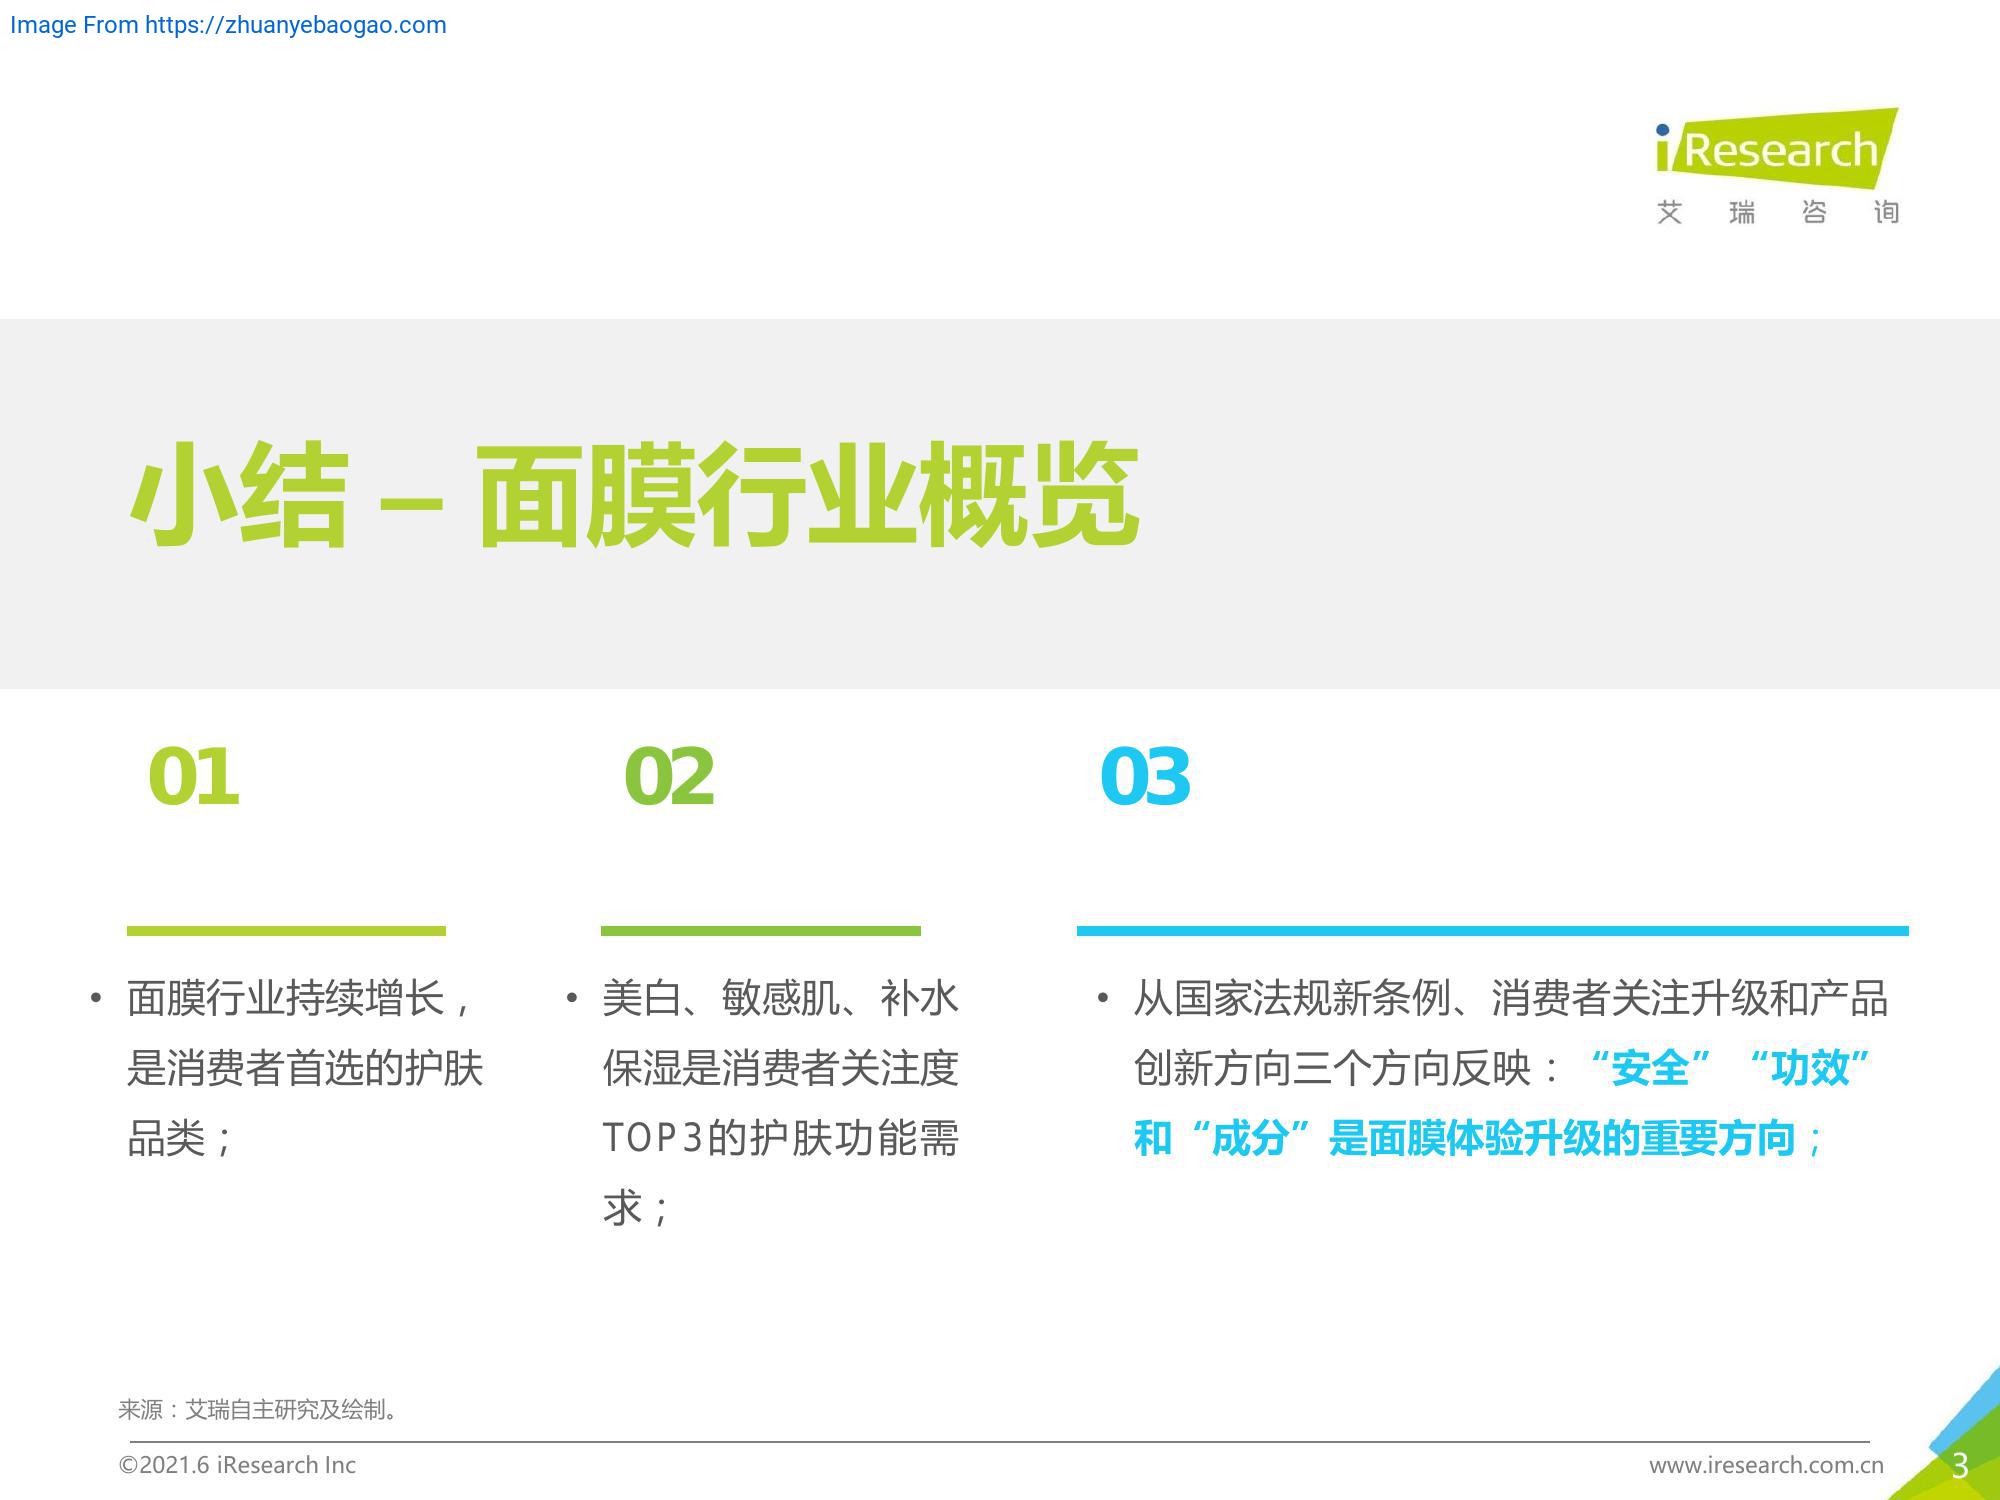 Image From https://zhuanyebaogao.com
iResearch
艾瑞咨询
小结 – 面膜行业概览
01
02
03
• 面膜行业持续增长，
是消费者首选的护肤
品类；
• 美白、敏感肌、补水
保湿是消费者关注度
TOP3的护肤功能需
求；
• 从国家法规新条例、消费者关注升级和产品
创新方向三个方向反映：“安全”“功效”
和“成分”是面膜体验升级的重要方向；
来源：艾瑞自主研究及绘制。
©2021.6 iResearch Inc
www.iresearch.com.cn
3